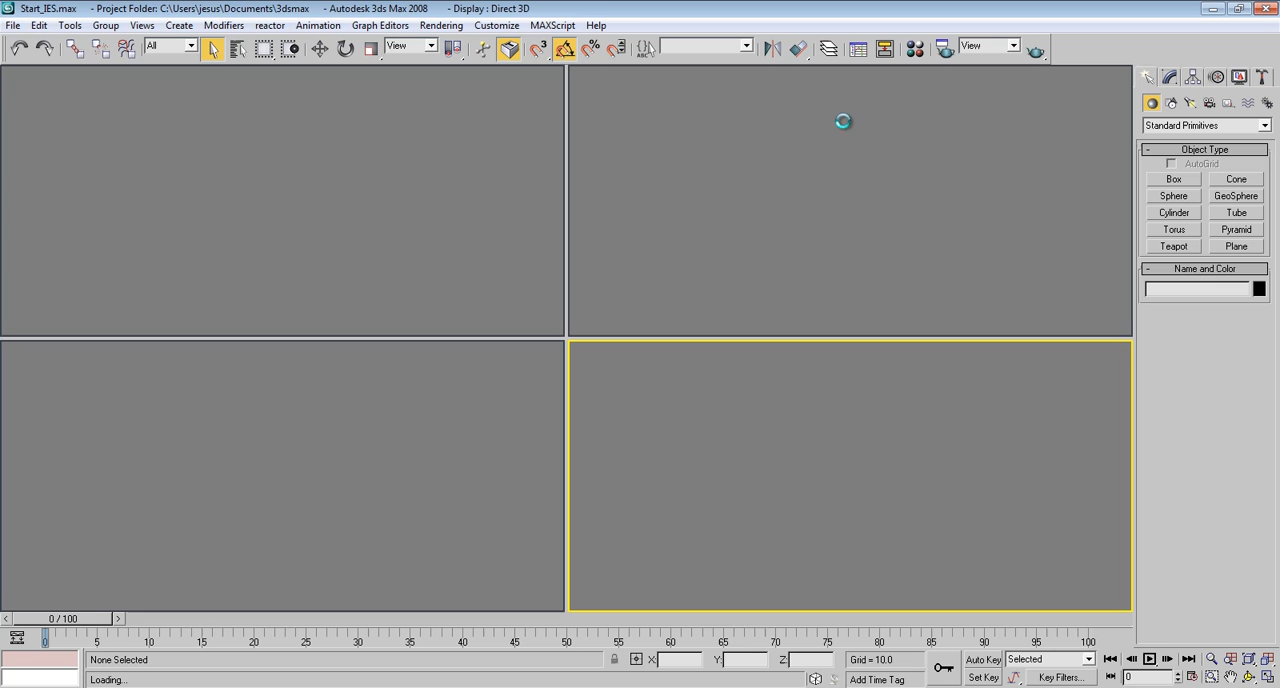 Start_IES.max - Project Folder: C:\Users\jesus\Documents\3dsmax - Autodesk 3ds Max 2008 - Display : Direct 3D
File Edit Tools Group Views Create Modifiers reactor Animation Graph Editors Rendering Customize MAXScript Help
All View 3 % ABC View
Standard Primitives
- Object Type
AutoGrid
Box Cone
Sphere GeoSphere
Cylinder Tube
Torus Pyramid
Teapot Plane
- Name and Color
< 0 / 100 >
0 5 10 15 20 25 30 35 40 45 50 55 60 65 70 75 80 85 90 95 100
None Selected X: Y: Z: Grid = 10.0 Auto Key Selected
Loading... Add Time Tag Set Key Key Filters... 0